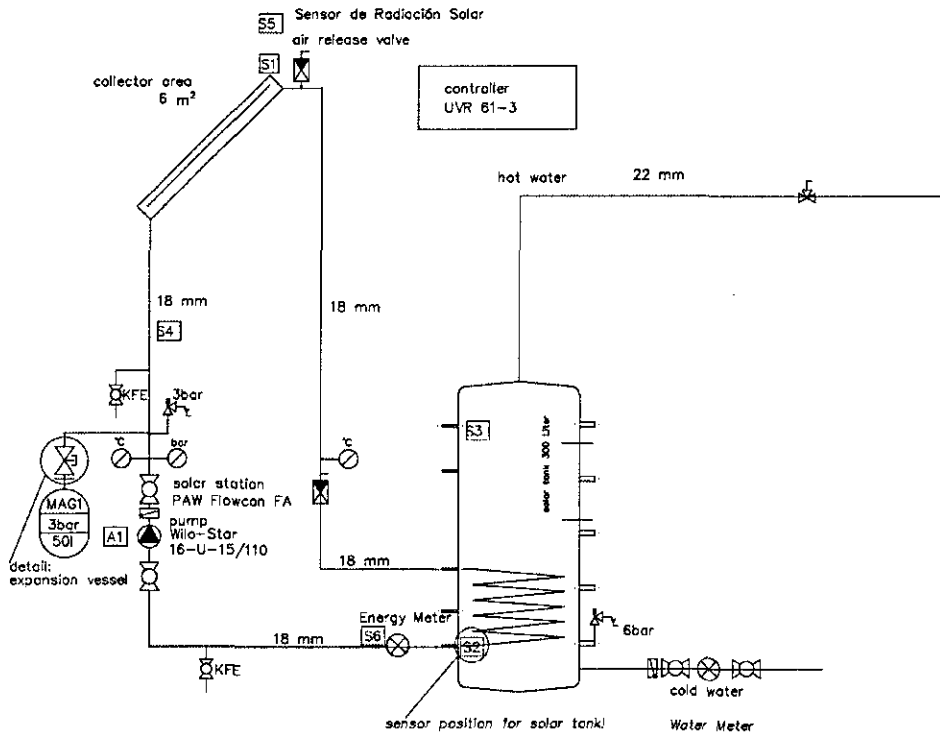 S5
Sensor de Radiación Solar
air release valve
S1
collector area
6 m²
controller
UVR 61-3
hot water
22 mm
18 mm
18 mm
S4
KFE
3bar
S3
solar tank 300 Liter
°C
bar
°C
solar station
PAW Flowcon FA
MAG1
3bar
50l
A1
pump
Wilo-Star
16-U-15/110
detail:
expansion vessel
18 mm
Energy Meter
S6
18 mm
S2
6bar
KFE
cold water
sensor position for solar tank!
Water Meter